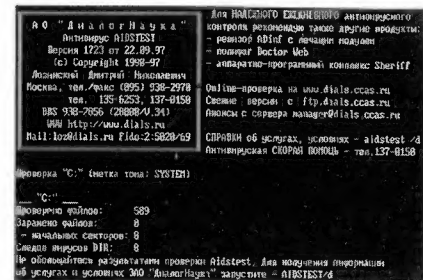 АО "ДиалогНаука"
Антивирус AIDSTEST
Версия 1723 от 22.09.97
(c) Copyright 1990-97
Лозинский Дмитрий Николаевич
Москва, тел./факс (095) 938-2970
тел. 135-6253, 137-0150
BBS 938-2856 (28800/V.34)
WWW http://www.dials.ru
Mail:loz@dials.ru Fido:2:5020/69
Для НАДЕЖНОГО ЕЖЕДНЕВНОГО антивирусного
контроля рекомендую также другие продукты:
- ревизор ADinf с лечащим модулем
- полифаг Doctor Web
- аппаратно-программный комплекс Sheriff
Online-проверка на www.dials.ccas.ru
Свежие версии с ftp.dials.ccas.ru
Анонсы с сервера manager@dials.ccas.ru
СПРАВКИ об услугах, условиях - aidstest /d
Антивирусная СКОРАЯ ПОМОЩЬ - тел.137-0150
Проверка "C:" (метка тома: SYSTEM)
"C:"
Проверено файлов: 589
Заражено файлов: 0
- начальных секторов: 0
Следов вирусов DIR: 0
Не обольщайтесь результатами проверки Aidstest. Для получения информации
об услугах и условиях ЗАО "ДиалогНаука" запустите - AIDSTEST/d